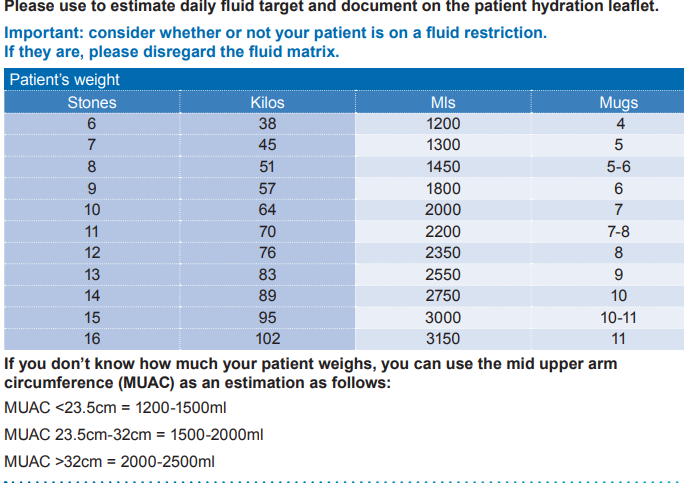 Please use to estimate daily fluid target and document on the patient hydration leaflet.
Important: consider whether or not your patient is on a fluid restriction.
If they are, please disregard the fluid matrix.
Patient's weight
Stones Kilos Mls Mugs
6 38 1200 4
7 45 1300 5
8 51 1450 5-6
9 57 1800 6
10 64 2000 7
11 70 2200 7-8
12 76 2350 8
13 83 2550 9
14 89 2750 10
15 95 3000 10-11
16 102 3150 11
If you don't know how much your patient weighs, you can use the mid upper arm
circumference (MUAC) as an estimation as follows:
MUAC <23.5cm = 1200-1500ml
MUAC 23.5cm-32cm = 1500-2000ml
MUAC >32cm = 2000-2500ml